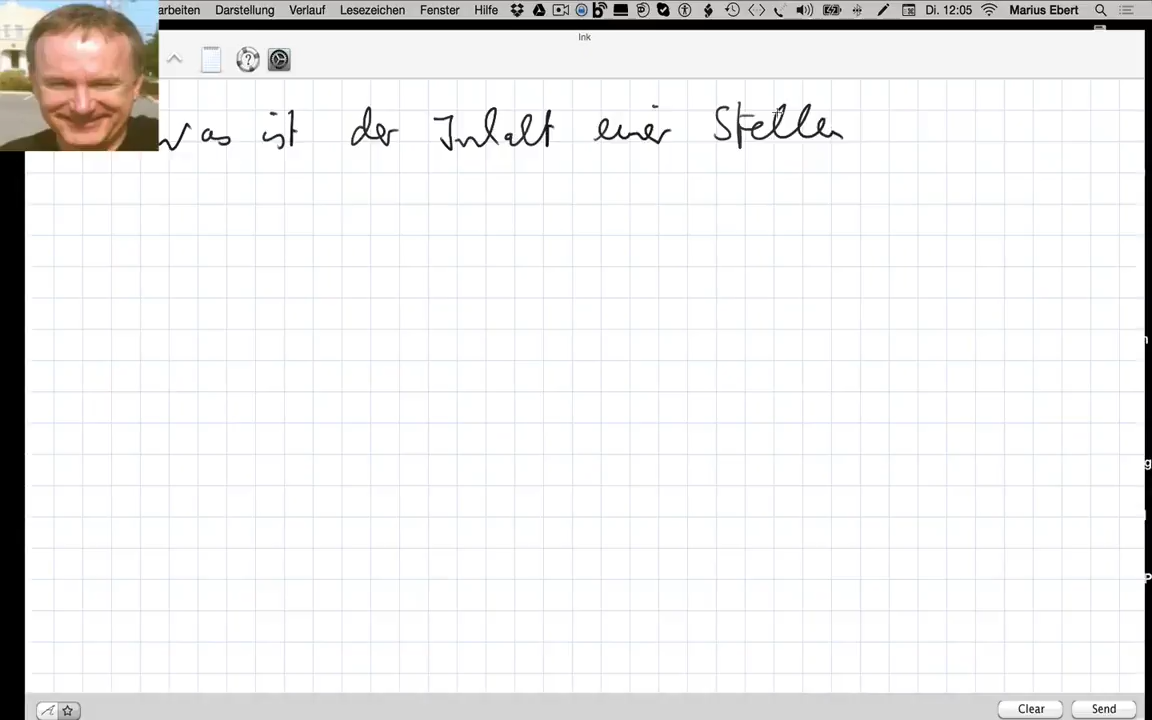 arbeiten Darstellung Verlauf Lesezeichen Fenster Hilfe Di. 12:05 Marius Ebert
Ink
was ist der Inhalt einer Stellen
Clear Send